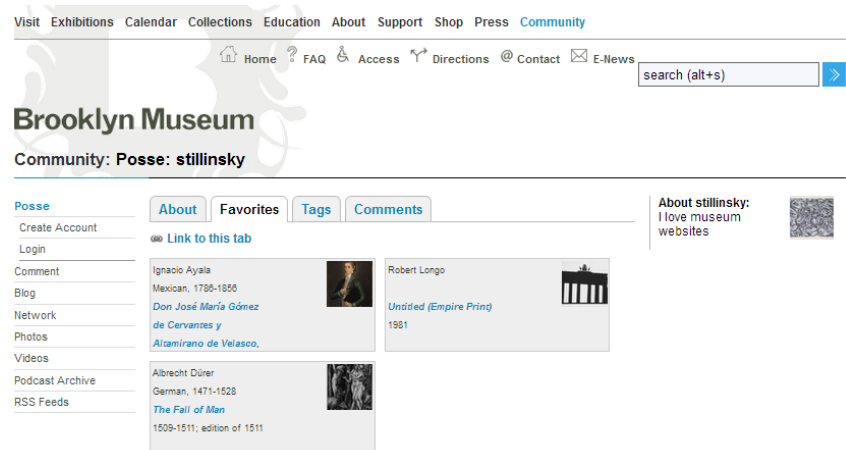 Visit Exhibitions Calendar Collections Education About Support Shop Press Community
Home FAQ Access Directions @ Contact E-News
search (alt+s)
Brooklyn Museum
Community: Posse: stillinsky
Posse
Create Account
Login
Comment
Blog
Network
Photos
Videos
Podcast Archive
RSS Feeds
About Favorites Tags Comments
Link to this tab
Ignacio Ayala
Mexican, 1786-1856
Don José María Gómez
de Cervantes y
Altamirano de Velasco,
Robert Longo
Untitled (Empire Print)
1981
Albrecht Dürer
German, 1471-1528
The Fall of Man
1509-1511; edition of 1511
About stillinsky:
I love museum
websites